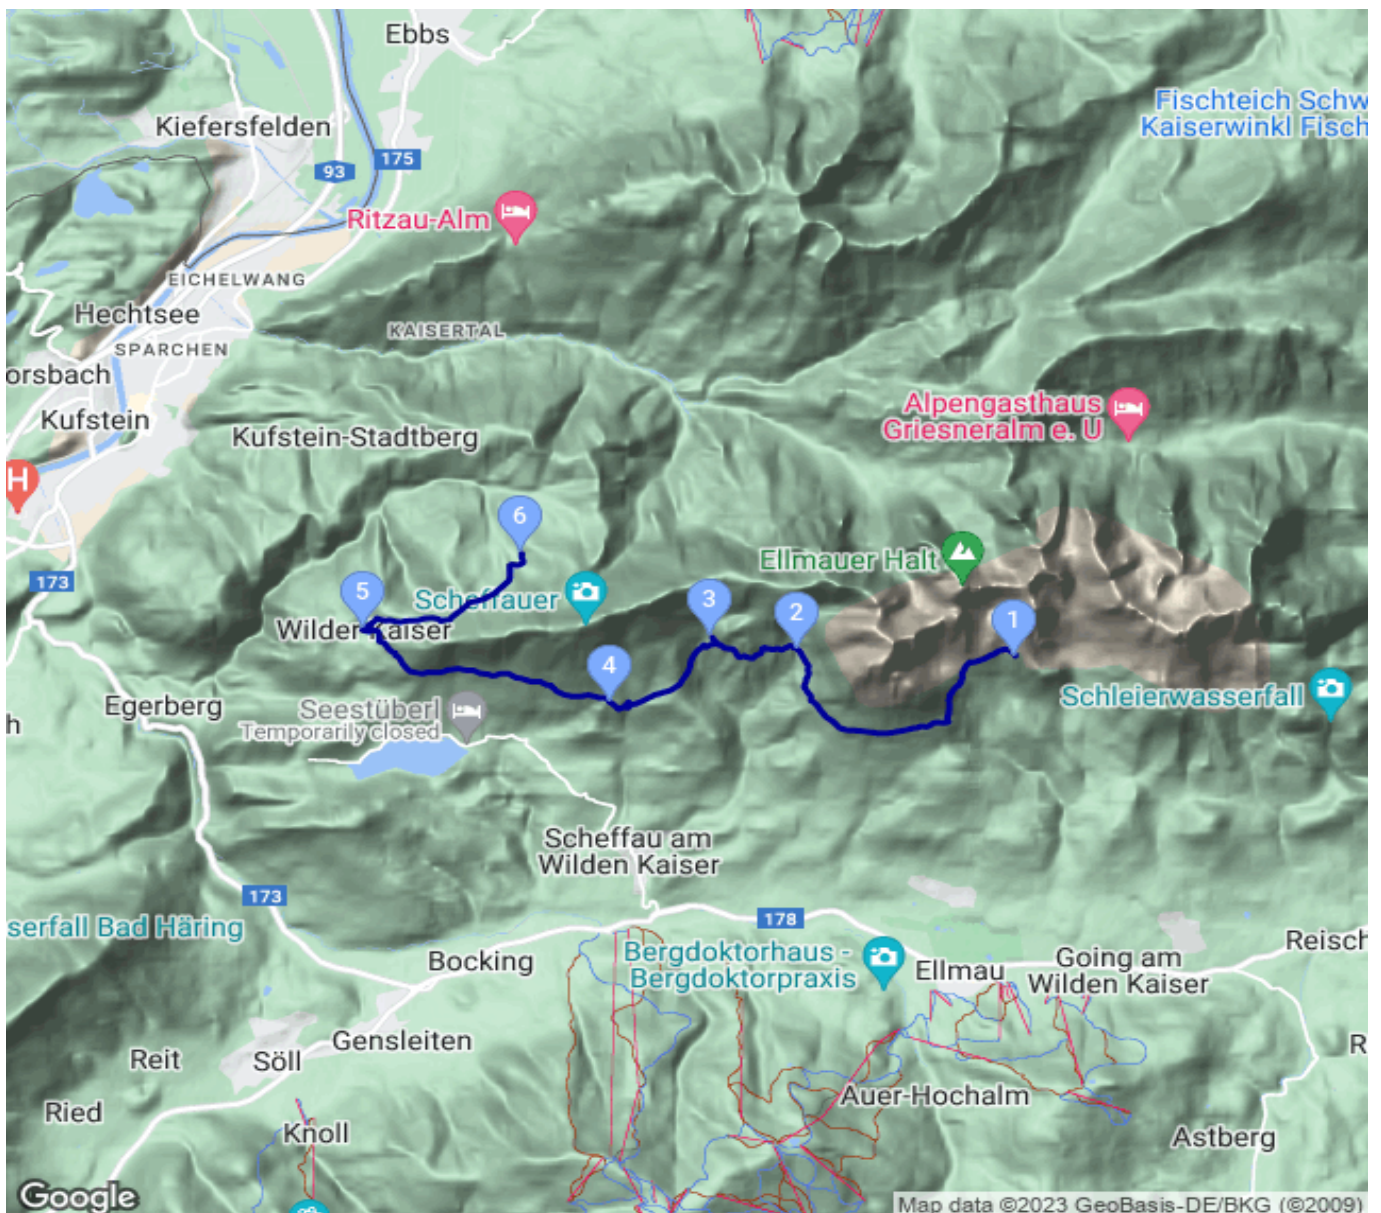 Ebbs
Fischteich Schw
Kaiserwinkl Fisch
Kiefersfelden
175
93
Ritzau-Alm
EICHELWANG
Hechtsee
KAISERTAL
SPARCHEN
orsbach
Alpengasthaus
Griesneralm e. U
Kufstein
Kufstein-Stadtberg
H
6
Ellmauer Halt
173
5
Scheffauer
3
2
1
Wilder Kaiser
4
Schleierwasserfall
Egerberg
Seestüberl
Temporarily closed
h
Scheffau am
Wilden Kaiser
173
178
serfall Bad Häring
Reisch
Bergdoktorhaus -
Bergdoktorpraxis
Bocking
Ellmau
Going am
Wilden Kaiser
Gensleiten
Reit
Söll
R
Auer-Hochalm
Ried
Knoll
Astberg
Google
Map data ©2023 GeoBasis-DE/BKG (©2009)